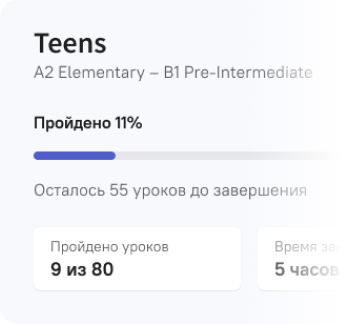 Teens
A2 Elementary – B1 Pre-Intermediate
Пройдено 11%
Осталось 55 уроков до завершения
Пройдено уроков
9 из 80
Время
5 часов